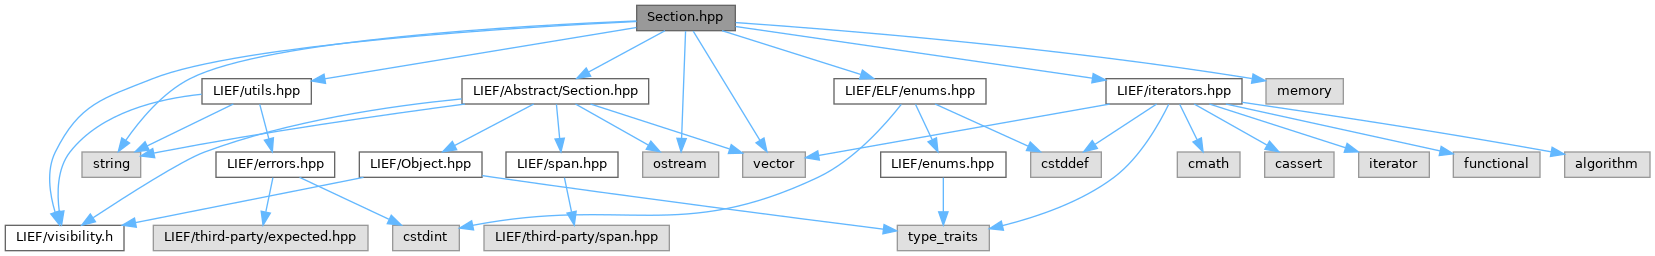 Section.hpp
LIEF/utils.hpp
LIEF/Abstract/Section.hpp
LIEF/ELF/enums.hpp
LIEF/iterators.hpp
memory
string
LIEF/errors.hpp
LIEF/Object.hpp
LIEF/span.hpp
ostream
vector
LIEF/enums.hpp
cstddef
cmath
cassert
iterator
functional
algorithm
LIEF/visibility.h
LIEF/third-party/expected.hpp
cstdint
LIEF/third-party/span.hpp
type_traits